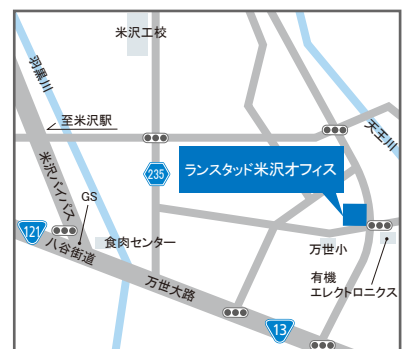 米沢工校
羽黒川
至米沢駅
天王川
米沢バイパス
235
ランスタッド米沢オフィス
GS
121
食肉センター
八谷街道
万世大路
万世小
有機
エレクトロニクス
13